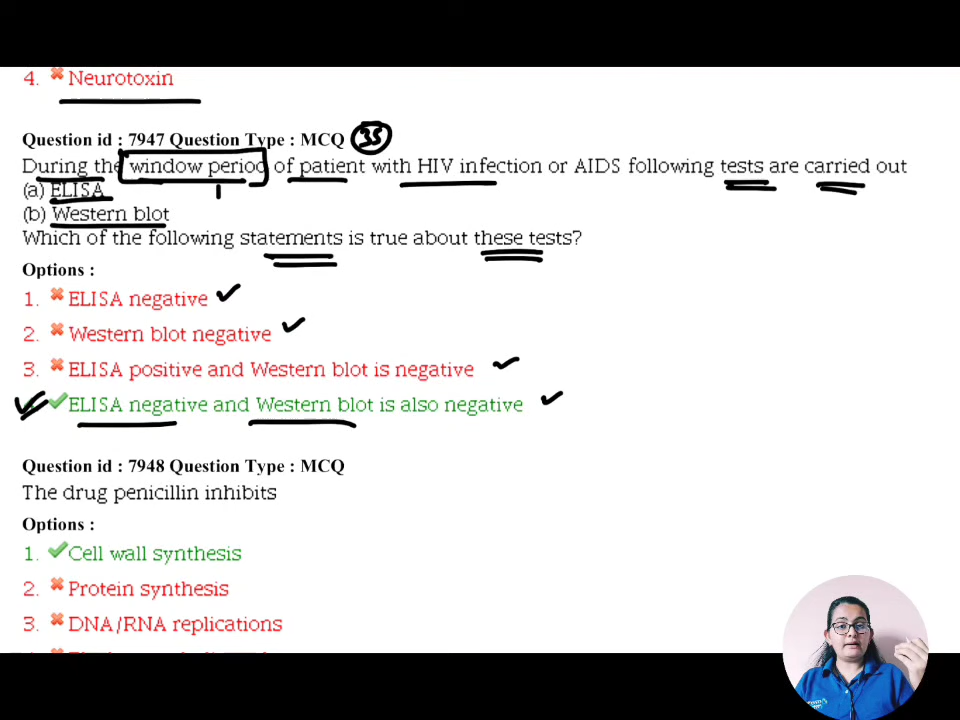 4. Neurotoxin
Question id : 7947 Question Type : MCQ 35
During the window period of patient with HIV infection or AIDS following tests are carried out
(a) ELISA
(b) Western blot
Which of the following statements is true about these tests?
Options :
1. ELISA negative
2. Western blot negative
3. ELISA positive and Western blot is negative
ELISA negative and Western blot is also negative
Question id : 7948 Question Type : MCQ
The drug penicillin inhibits
Options :
1. Cell wall synthesis
2. Protein synthesis
3. DNA/RNA replications